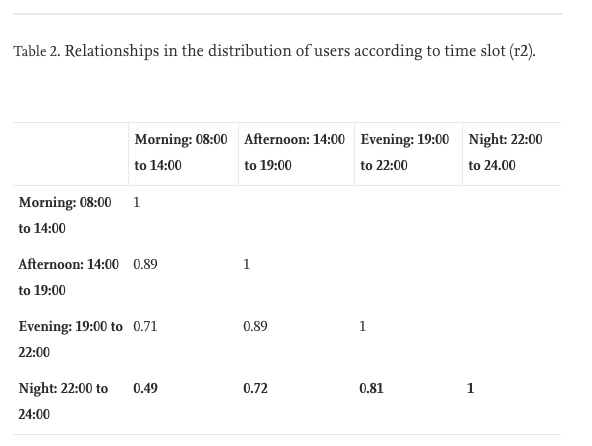 Table 2. Relationships in the distribution of users according to time slot (r2).
Morning: 08:00 Afternoon: 14:00 Evening: 19:00 Night: 22:00
to 14:00 to 19:00 to 22:00 to 24.00
Morning: 08:00 1
to 14:00
Afternoon: 14:00 0.89 1
to 19:00
Evening: 19:00 to 0.71 0.89 1
22:00
Night: 22:00 to 0.49 0.72 0.81 1
24:00